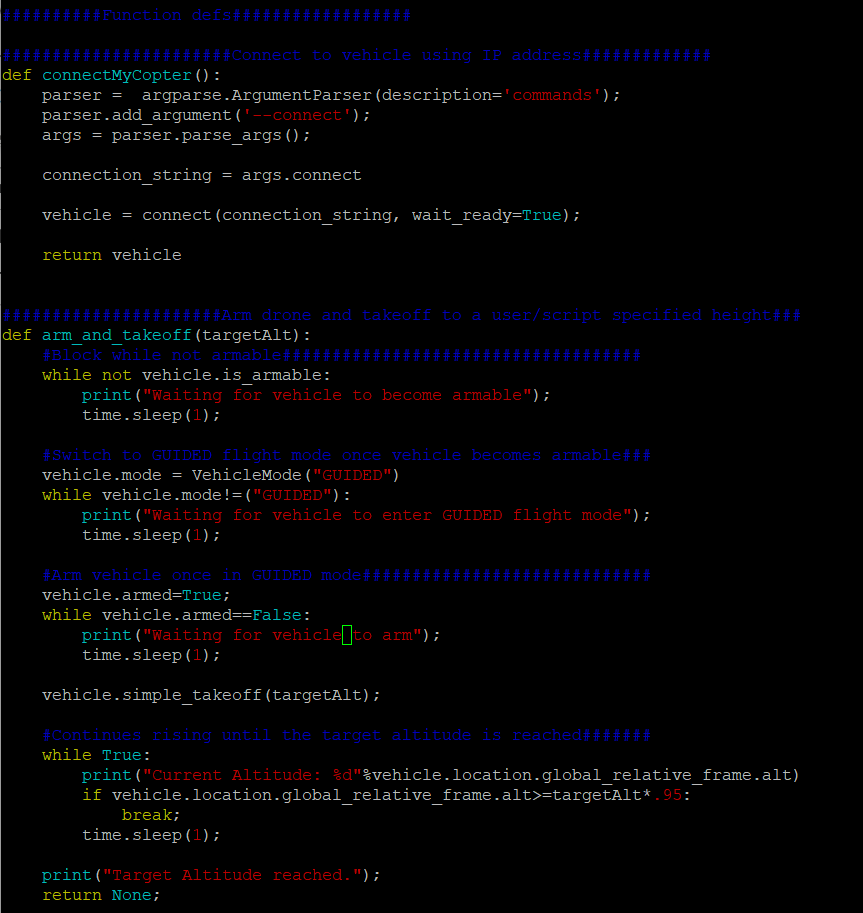 ##########Function defs##################
#######################Connect to vehicle using IP address#############
def connectMyCopter():
    parser =  argparse.ArgumentParser(description='commands');
    parser.add_argument('--connect');
    args = parser.parse_args();
    connection_string = args.connect
    vehicle = connect(connection_string, wait_ready=True);
    return vehicle
######################Arm drone and takeoff to a user/script specified height###
def arm_and_takeoff(targetAlt):
    #Block while not armable####################################
    while not vehicle.is_armable:
        print("Waiting for vehicle to become armable");
        time.sleep(1);
    #Switch to GUIDED flight mode once vehicle becomes armable###
    vehicle.mode = VehicleMode("GUIDED")
    while vehicle.mode!=("GUIDED"):
        print("Waiting for vehicle to enter GUIDED flight mode");
        time.sleep(1);
    #Arm vehicle once in GUIDED mode#############################
    vehicle.armed=True;
    while vehicle.armed==False:
        print("Waiting for vehicle to arm");
        time.sleep(1);
    vehicle.simple_takeoff(targetAlt);
    #Continues rising until the target altitude is reached#######
    while True:
        print("Current Altitude: %d"%vehicle.location.global_relative_frame.alt)
        if vehicle.location.global_relative_frame.alt>=targetAlt*.95:
            break;
        time.sleep(1);
    print("Target Altitude reached.");
    return None;